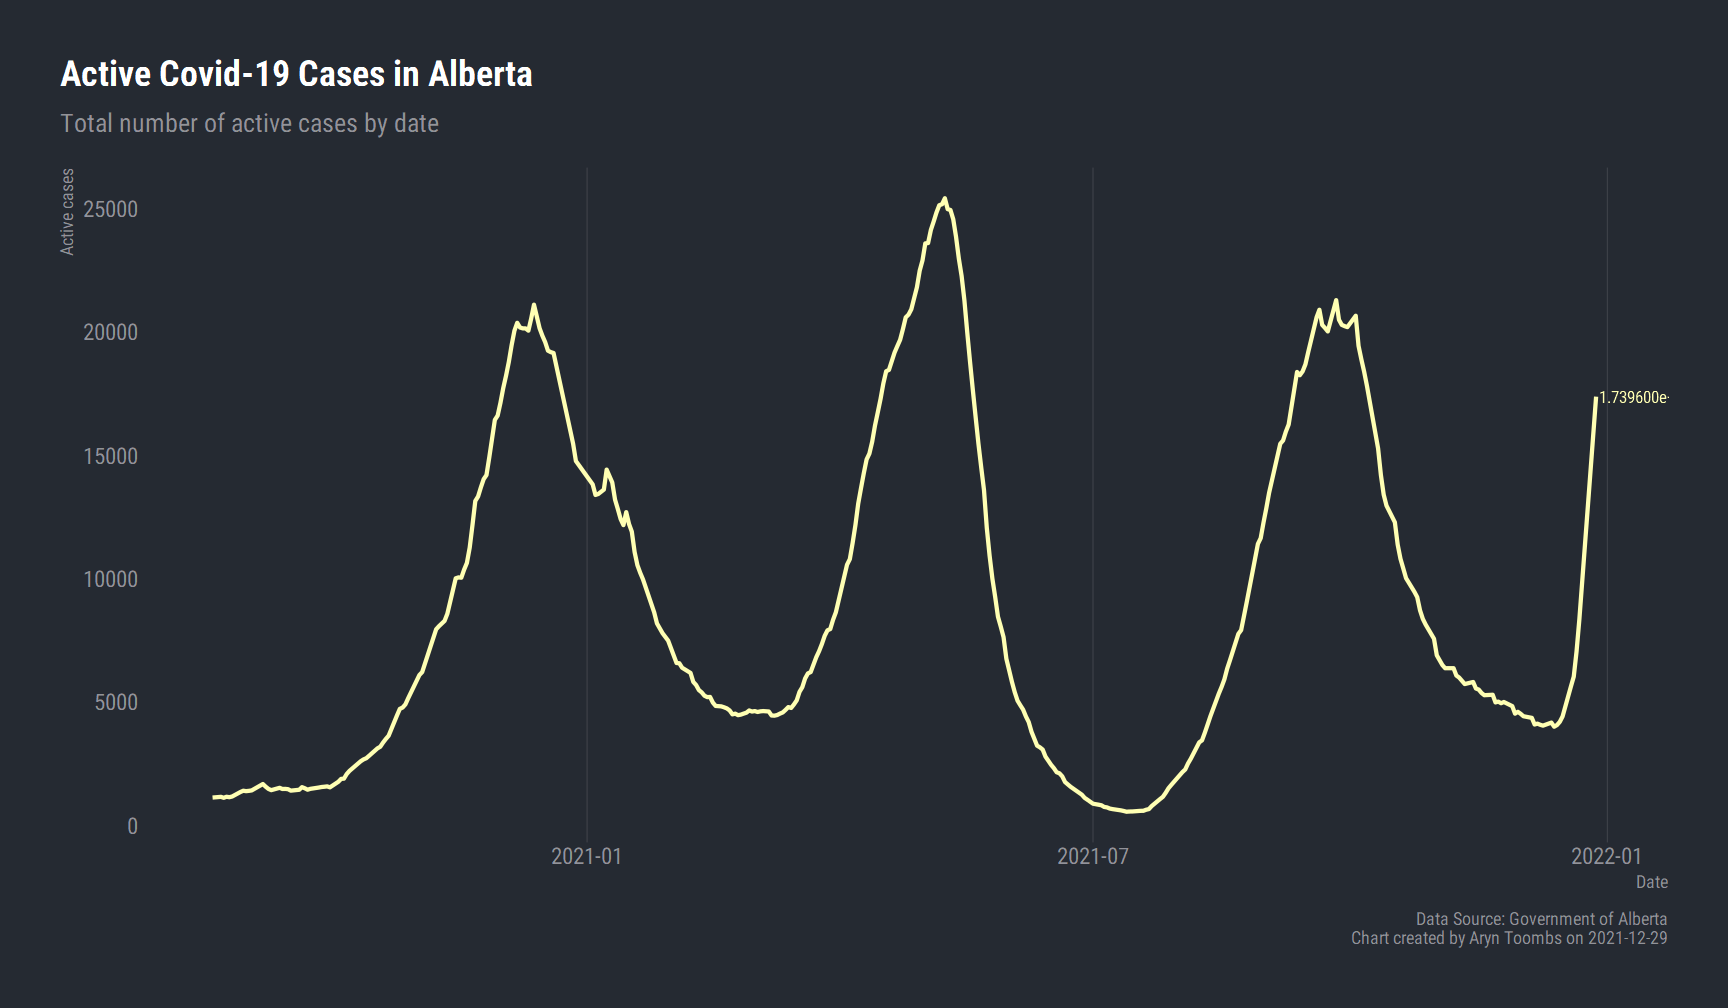 Active Covid-19 Cases in Alberta
Total number of active cases by date
Active cases
25000
20000
15000
10000
5000
0
1.739600e-
2021-01
2021-07
2022-01
Date
Data Source: Government of Alberta
Chart created by Aryn Toombs on 2021-12-29